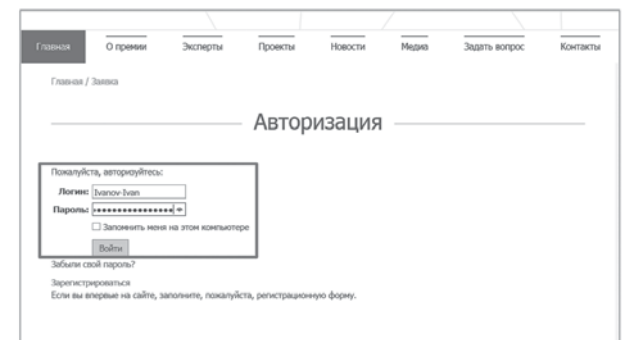 Главная О премии Эксперты Проекты Новости Медиа Задать вопрос Контакты
Главная / Заявка
Авторизация
Пожалуйста, авторизуйтесь:
Логин: Ivanov-Ivan
Пароль: ••••••••••••••••
Запомнить меня на этом компьютере
Войти
Забыли свой пароль?
Зарегистрироваться
Если вы впервые на сайте, заполните, пожалуйста, регистрационную форму.